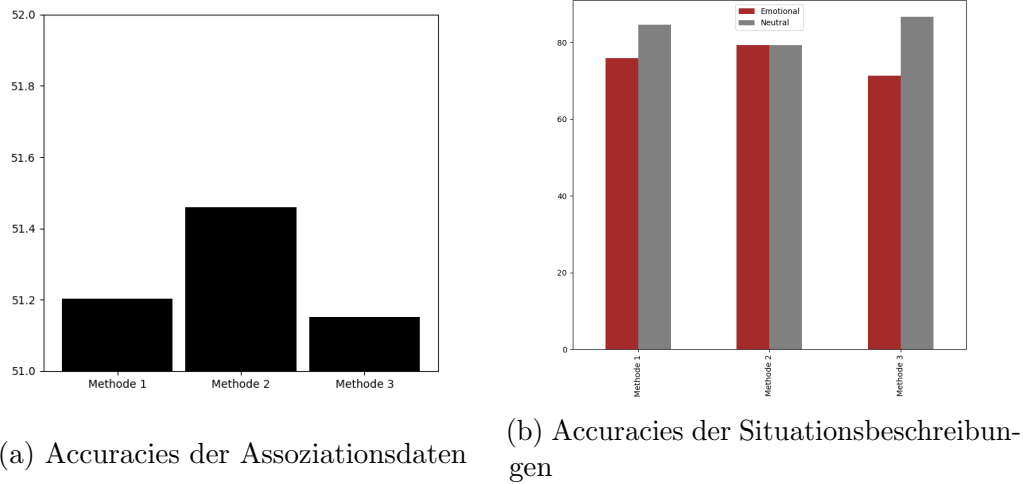 52.0
51.8
51.6
51.4
51.2
51.0
Methode 1 Methode 2 Methode 3
(a) Accuracies der Assoziationsdaten
Emotional
Neutral
80
60
40
20
0
Methode 1
Methode 2
Methode 3
(b) Accuracies der Situationsbeschreibun-
gen